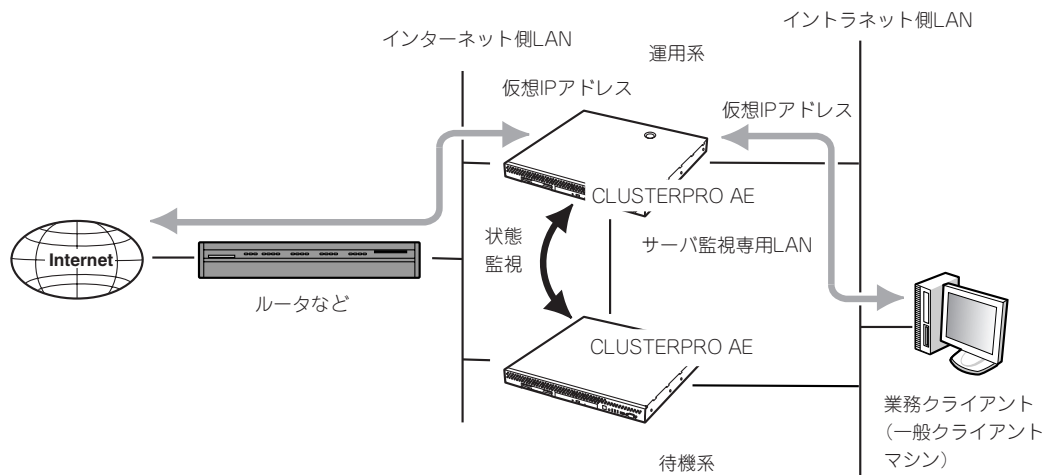 イントラネット側LAN
インターネット側LAN
運用系
仮想IPアドレス
仮想IPアドレス
CLUSTERPRO AE
状態
監視
サーバ監視専用LAN
Internet
ルータなど
CLUSTERPRO AE
業務クライアント
(一般クライアント
マシン)
待機系